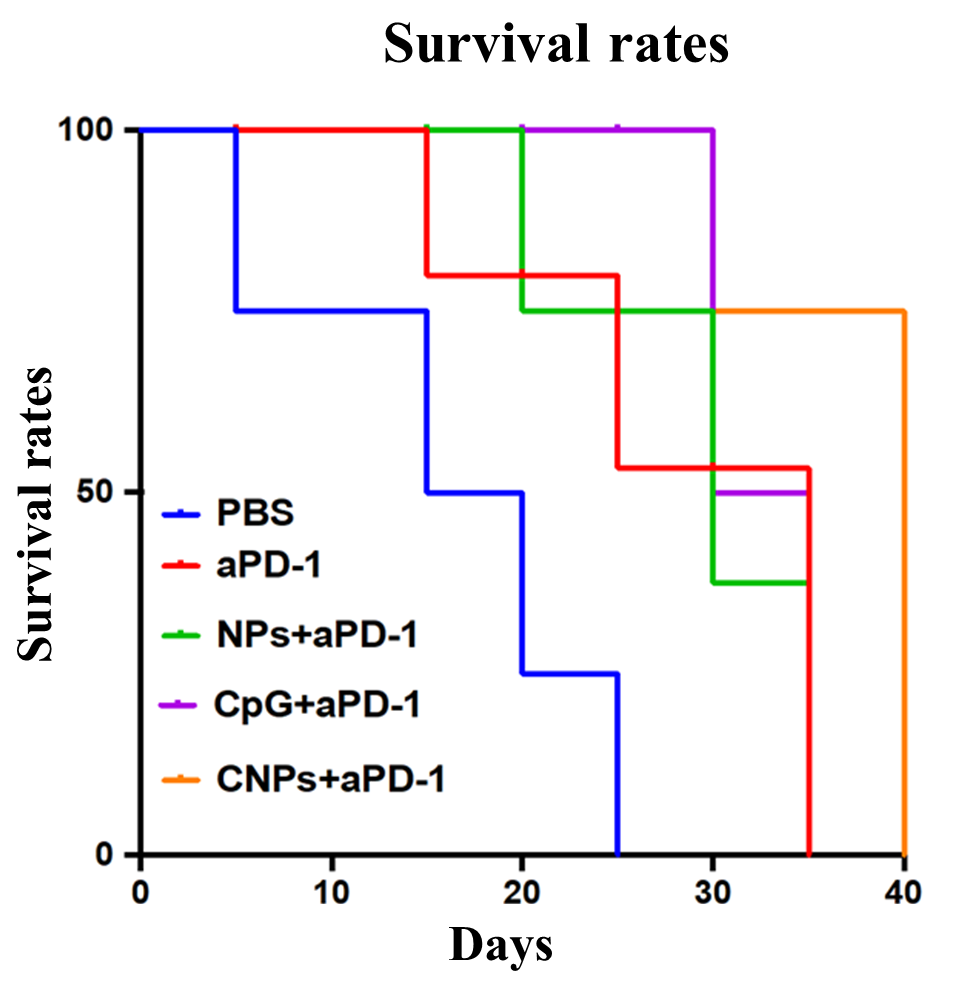 Survival rates
100
50
0
Survival rates
PBS
aPD-1
NPs+aPD-1
CpG+aPD-1
CNPs+aPD-1
0 10 20 30 40
Days